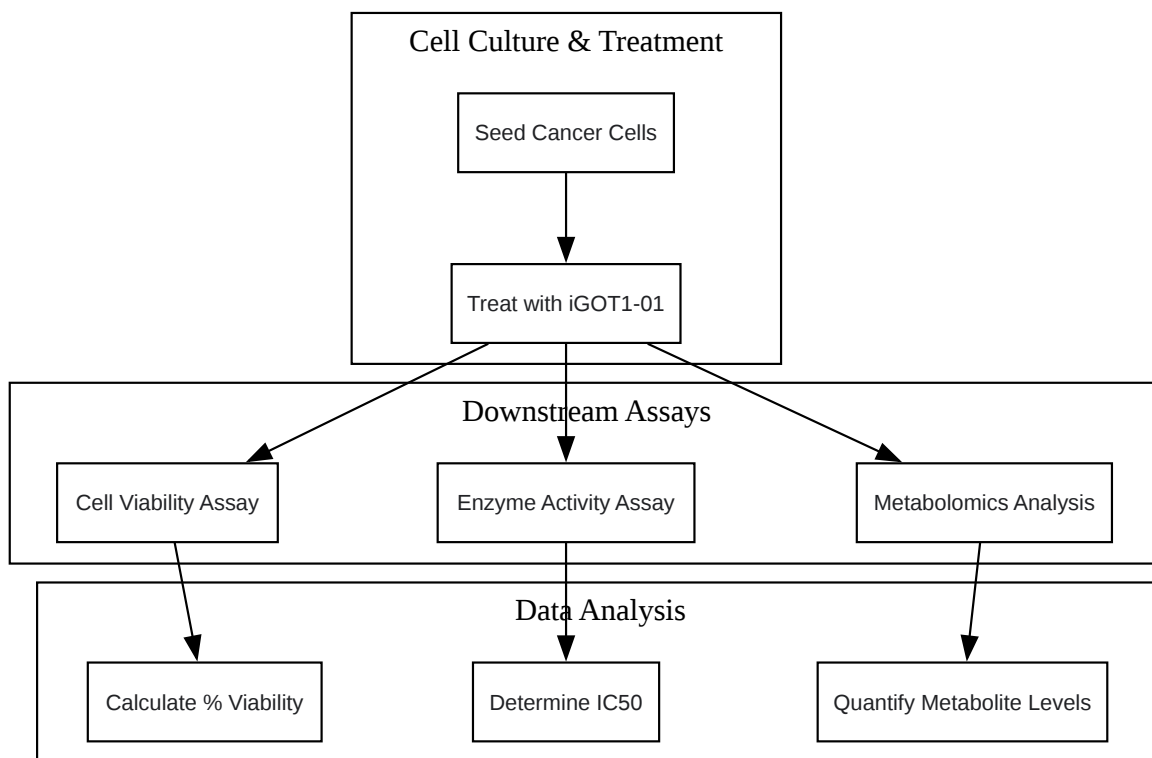 Cell Culture & Treatment
Seed Cancer Cells
Treat with iGOT1-01
Downstream Assays
Cell Viability Assay
Enzyme Activity Assay
Metabolomics Analysis
Data Analysis
Calculate % Viability
Determine IC50
Quantify Metabolite Levels